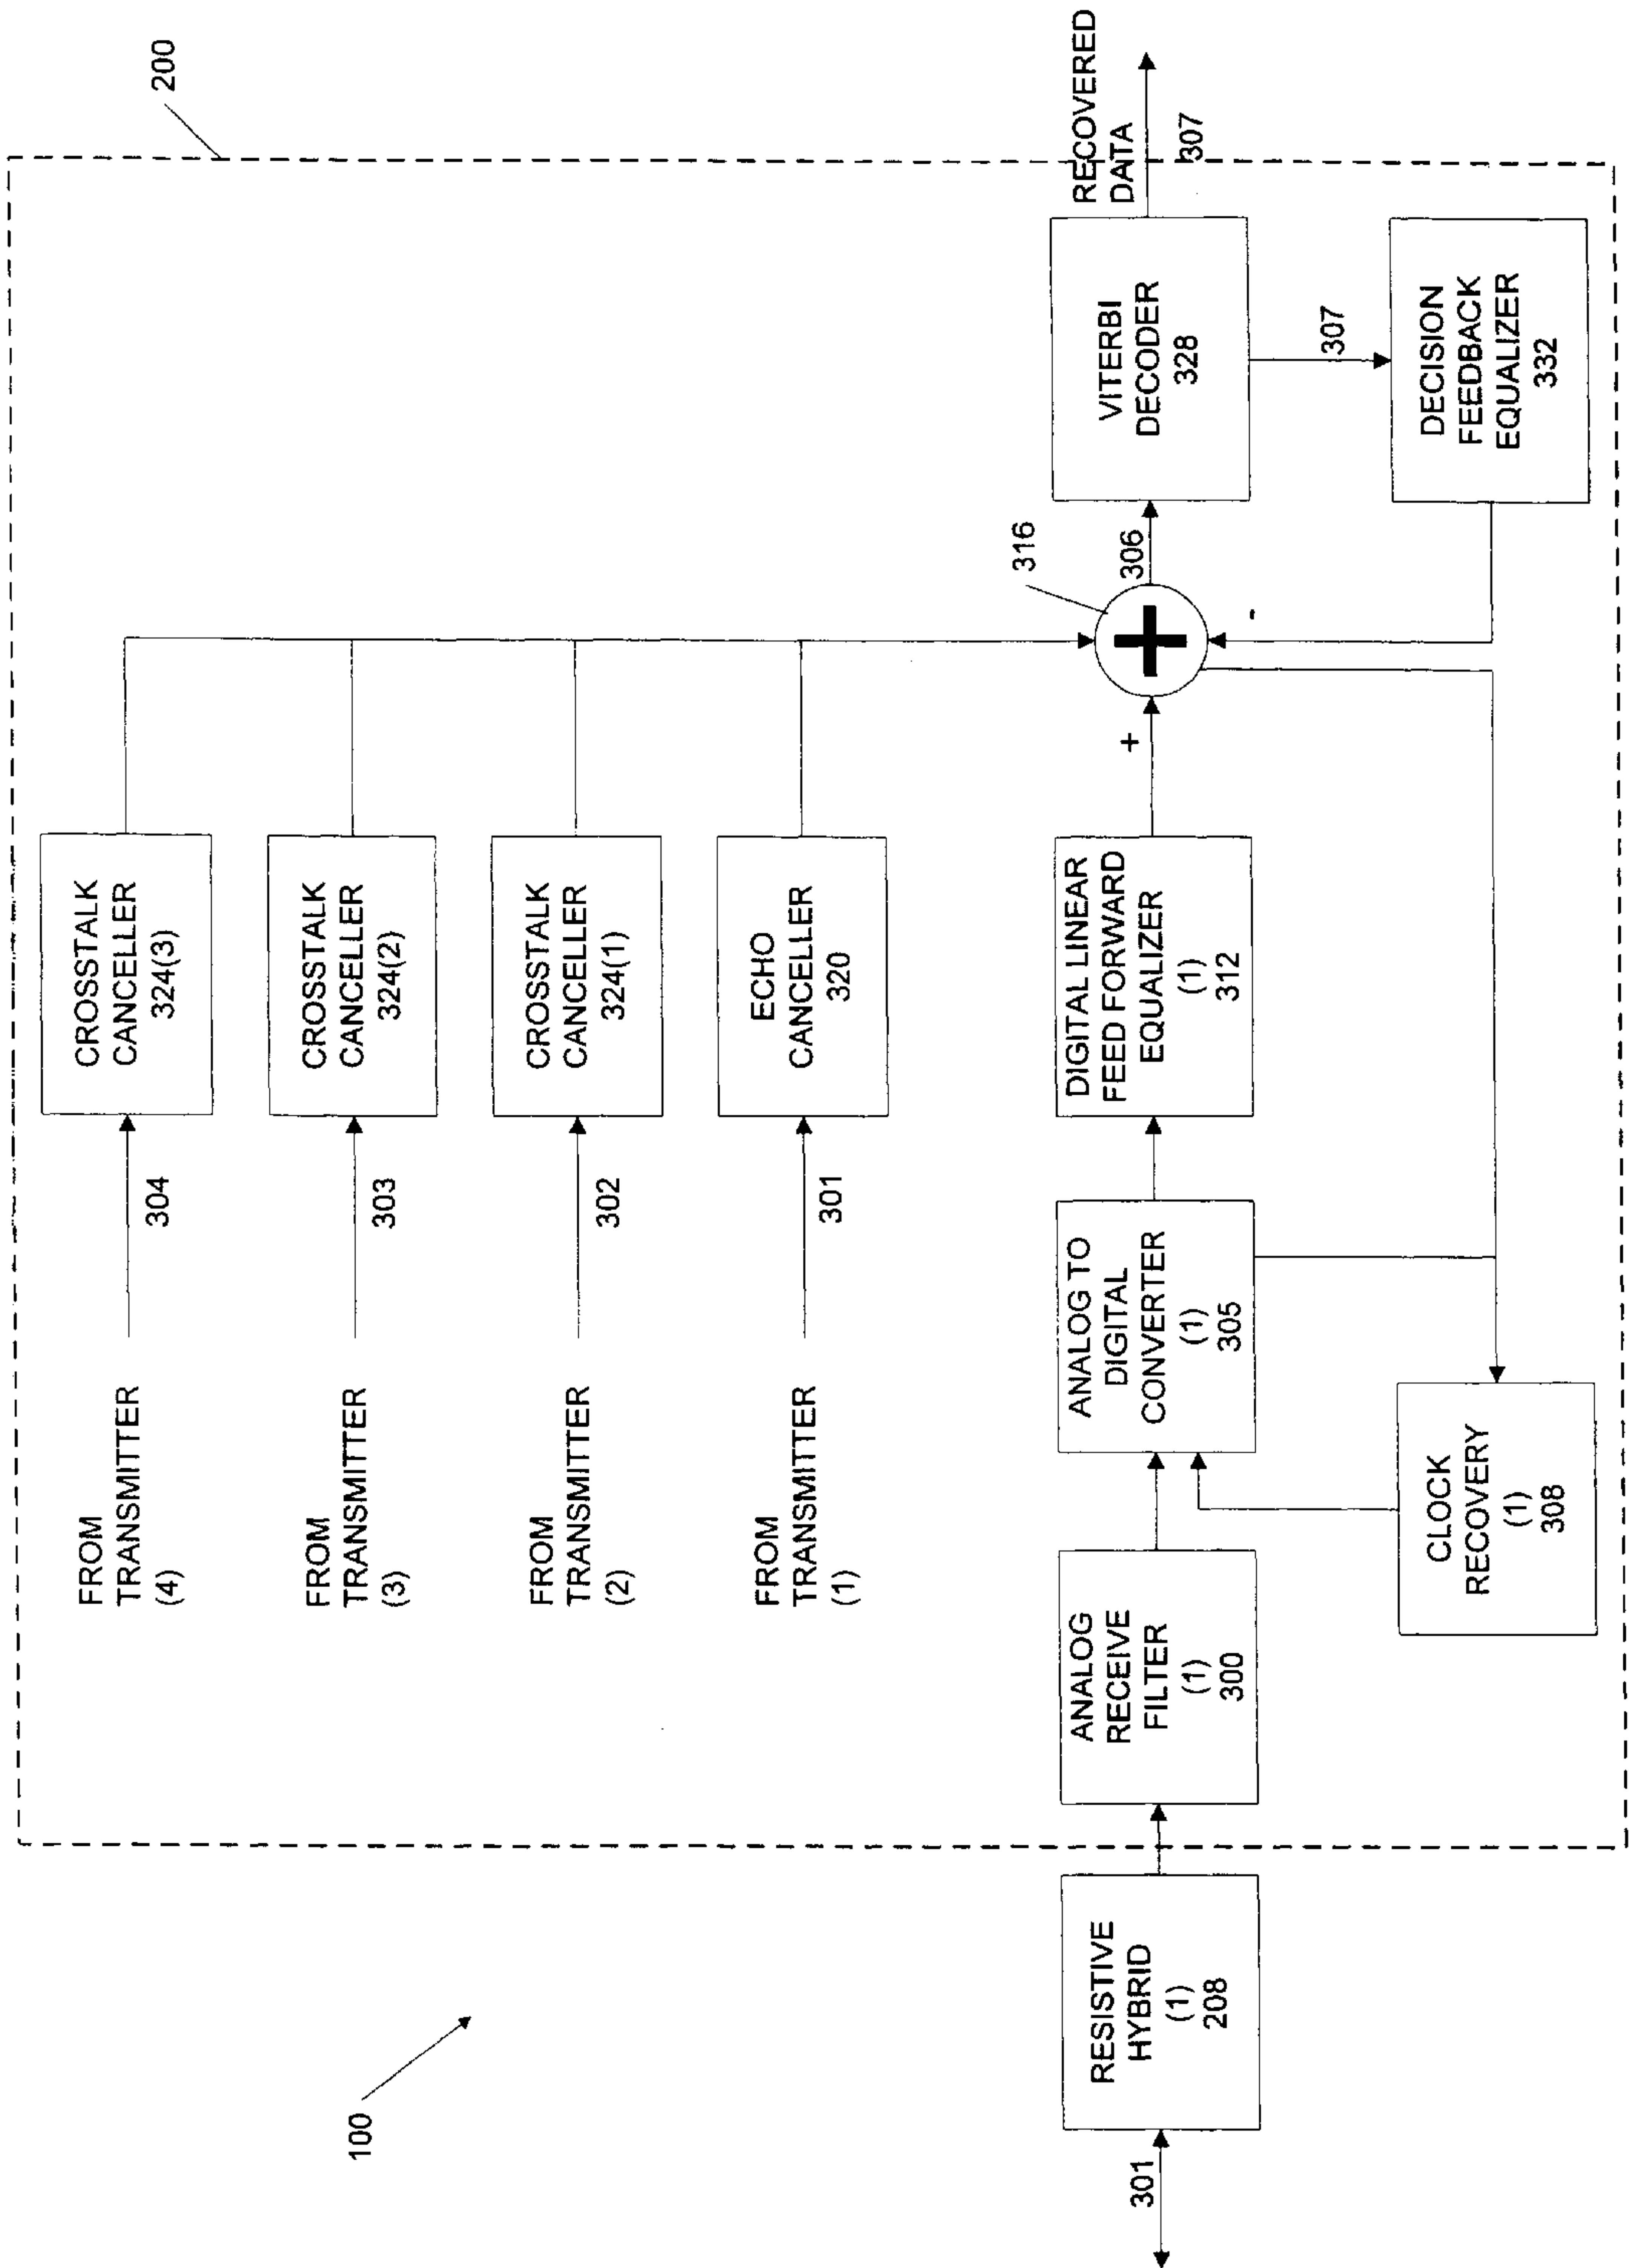 200
FROM
TRANSMITTER
(4)
304
CROSSTALK
CANCELLER
324(3)
FROM
TRANSMITTER
(3)
303
CROSSTALK
CANCELLER
324(2)
FROM
TRANSMITTER
(2)
302
CROSSTALK
CANCELLER
324(1)
FROM
TRANSMITTER
(1)
301
ECHO
CANCELLER
320
100
301
RESISTIVE
HYBRID
(1)
208
ANALOG
RECEIVE
FILTER
(1)
300
ANALOG TO
DIGITAL
CONVERTER
(1)
305
DIGITAL LINEAR
FEED FORWARD
EQUALIZER
(1)
312
+
316
+
-
306
VITERBI
DECODER
328
RECOVERED
DATA
307
307
CLOCK
RECOVERY
(1)
308
DECISION
FEEDBACK
EQUALIZER
332